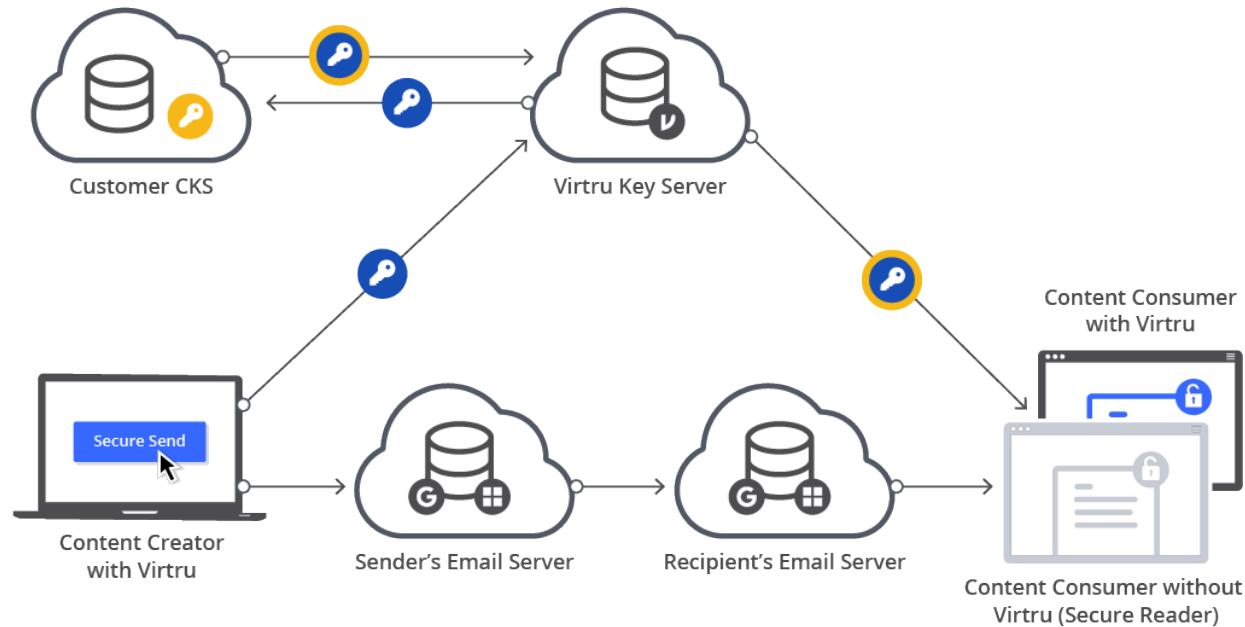 Customer CKS
Virtru Key Server
Content Consumer
with Virtru
Secure Send
Content Creator
with Virtru
Sender’s Email Server
Recipient’s Email Server
Content Consumer without
Virtru (Secure Reader)